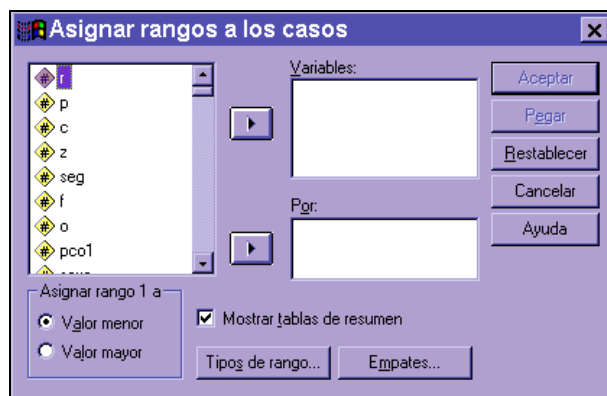 Asignar rangos a los casos
r
p
c
z
seg
f
o
pco1
Variables:
Por:
Aceptar
Pegar
Restablecer
Cancelar
Ayuda
Asignar rango 1 a
Valor menor
Valor mayor
Mostrar tablas de resumen
Tipos de rango...
Empates...